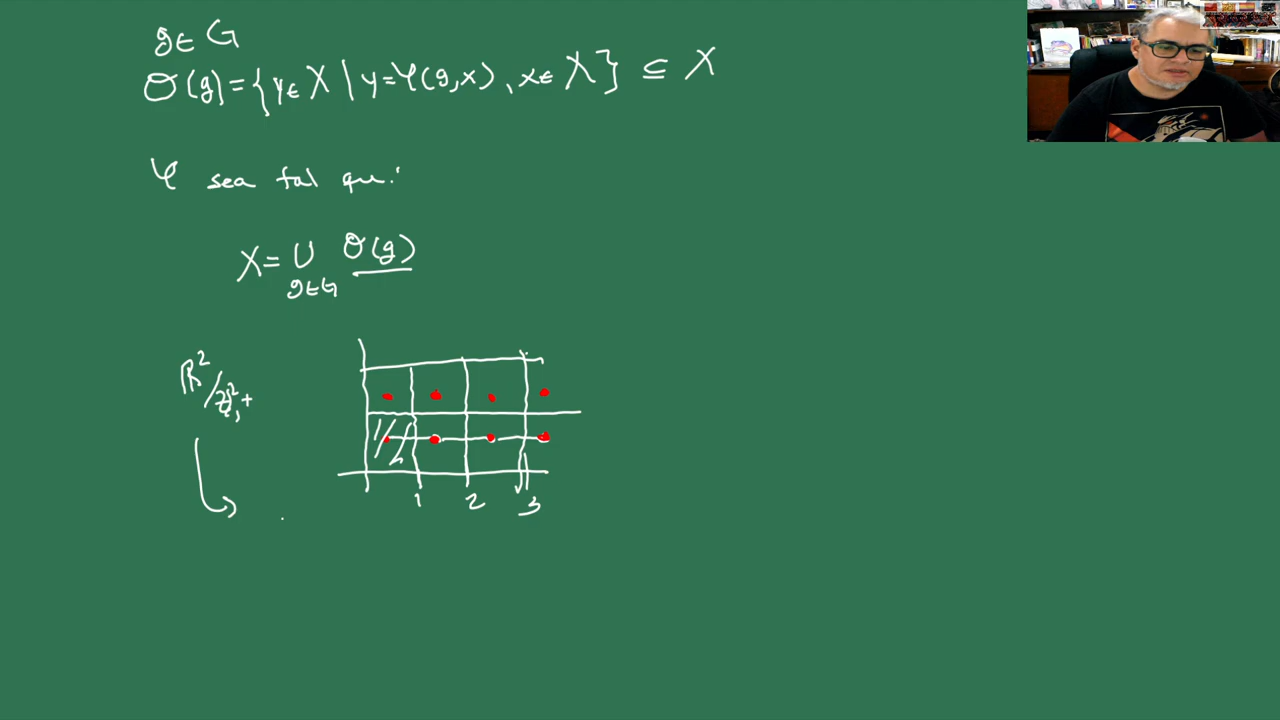 g ∈ G
O(g) = {y ∈ X | y = φ(g,x), x ∈ X} ⊆ X
φ sea tal que:
X = ∪ O(g)
g ∈ G
ℝ²/ℤ², +
1 2 3